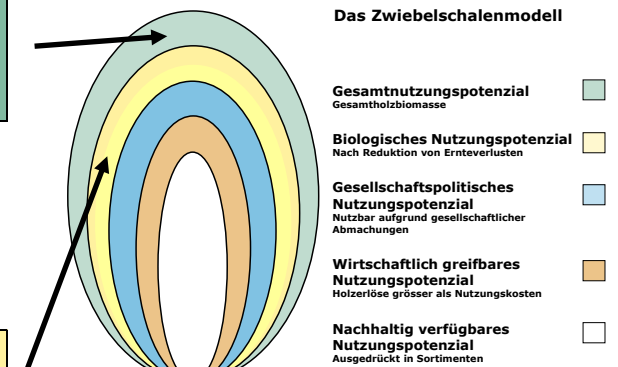 Das Zwiebelschalenmodell
Gesamtnutzungspotenzial
Gesamtholzbiomasse
Biologisches Nutzungspotenzial
Nach Reduktion von Ernteverlusten
Gesellschaftspolitisches
Nutzungspotenzial
Nutzbar aufgrund gesellschaftlicher
Abmachungen
Wirtschaftlich greifbares
Nutzungspotenzial
Holzerlöse grösser als Nutzungskosten
Nachhaltig verfügbares
Nutzungspotenzial
Ausgedrückt in Sortimenten